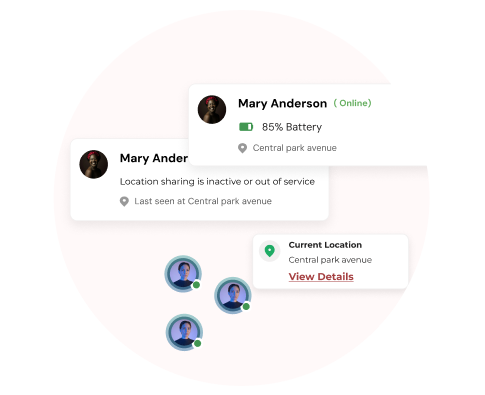 Mary Anderson ( Online)
85% Battery
Central park avenue
Mary Ander
Location sharing is inactive or out of service
Last seen at Central park avenue
Current Location
Central park avenue
View Details